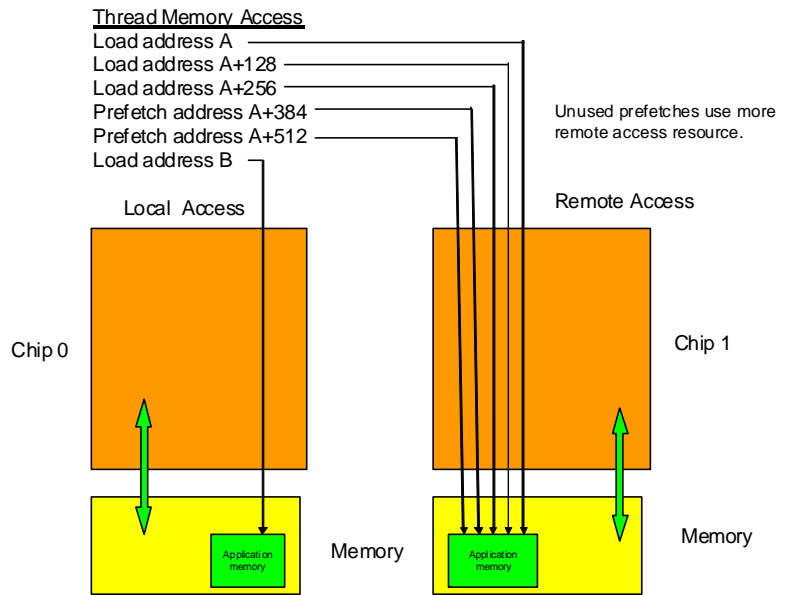 Thread Memory Access
Load address A
Load address A+128
Load address A+256
Prefetch address A+384
Prefetch address A+512
Load address B
Unused prefetches use more
remote access resource.
Local Access
Remote Access
Chip 0
Chip 1
Application
memory
Memory
Application
memory
Memory